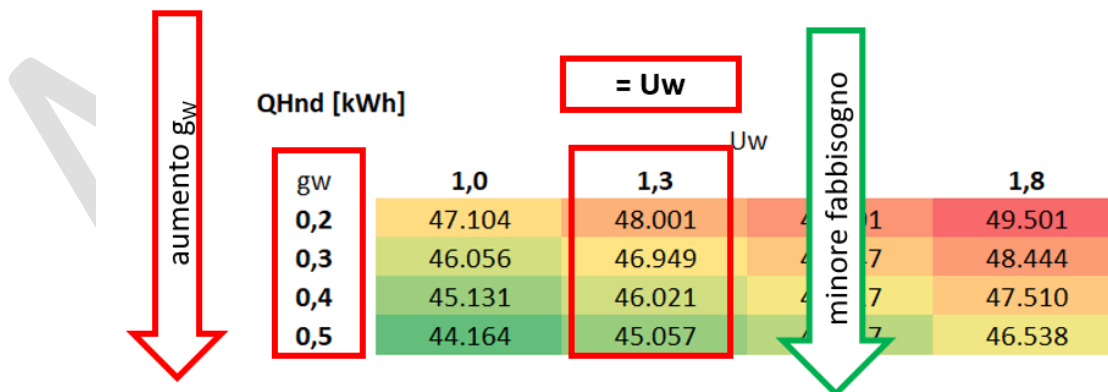 aumento gw
QHnd [kWh]
= Uw
minore fabbisogno
Uw
gw 1,0 1,3 1,8
0,2 47.104 48.001 49.501
0,3 46.056 46.949 48.444
0,4 45.131 46.021 47.510
0,5 44.164 45.057 46.538